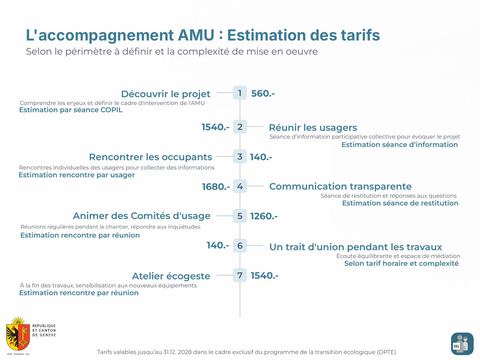 L'accompagnement AMU : Estimation des tarifs
Selon le périmètre à définir et la complexité de mise en oeuvre
Découvrir le projet 1 560.-
Comprendre les enjeux et définir le cadre d'intervention de l'AMU
Estimation par séance COPIL
1540.- 2 Réunir les usagers
Séance d'information participative collective pour évoquer le projet
Estimation séance d'information
Rencontrer les occupants 3 140.-
Rencontres individuelles des usagers pour collecter des informations
Estimation rencontre par usager
1680.- 4 Communication transparente
Séance de restitution et réponses aux questions
Estimation séance de restitution
Animer des Comités d'usage 5 1260.-
Réunions régulières pendant le chantier, répondre aux inquiétudes
Estimation rencontre par réunion
140.- 6 Un trait d'union pendant les travaux
Écoute équilibrante et espace de médiation
Selon tarif horaire et complexité
Atelier écogeste 7 1540.-
À la fin des travaux, sensibilisation aux nouveaux équipements
Estimation rencontre par réunion
REPUBLIQUE
ET CANTON
DE GENEVE
POST TENEBRAS LUX
Tarifs valables jusqu'au 31.12. 2028 dans le cadre exclusif du programme de la transition écologique (DPTE)